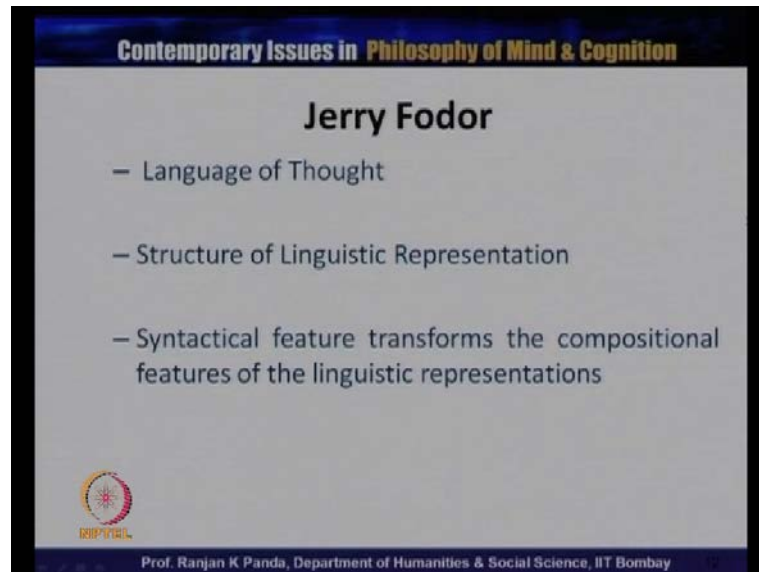 Contemporary Issues in Philosophy of Mind & Cognition
Jerry Fodor
– Language of Thought
– Structure of Linguistic Representation
– Syntactical feature transforms the compositional
features of the linguistic representations
NPTEL
Prof. Ranjan K Panda, Department of Humanities & Social Science, IIT Bombay